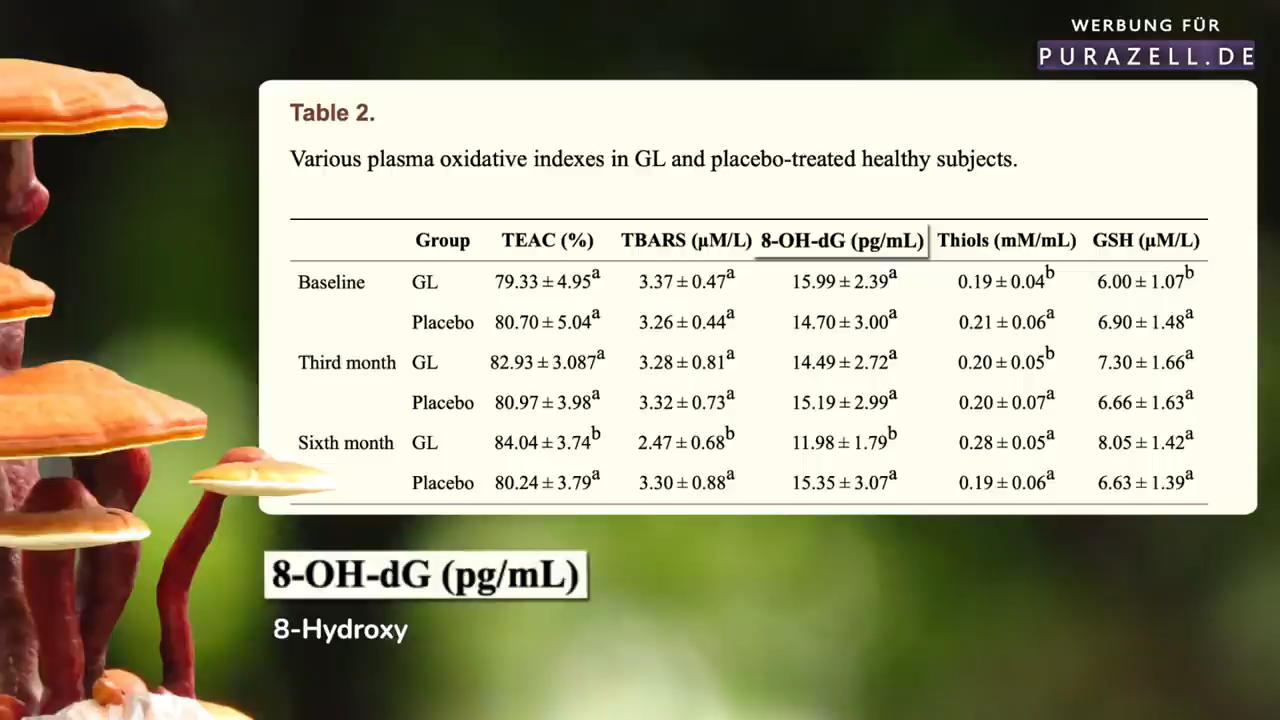 WERBUNG FÜR
PURAZELL.DE
Table 2.
Various plasma oxidative indexes in GL and placebo-treated healthy subjects.
Group TEAC (%) TBARS (µM/L) 8-OH-dG (pg/mL) Thiols (mM/mL) GSH (µM/L)
Baseline GL 79.33 ± 4.95a 3.37 ± 0.47a 15.99 ± 2.39a 0.19 ± 0.04b 6.00 ± 1.07b
Placebo 80.70 ± 5.04a 3.26 ± 0.44a 14.70 ± 3.00a 0.21 ± 0.06a 6.90 ± 1.48a
Third month GL 82.93 ± 3.087a 3.28 ± 0.81a 14.49 ± 2.72a 0.20 ± 0.05b 7.30 ± 1.66a
Placebo 80.97 ± 3.98a 3.32 ± 0.73a 15.19 ± 2.99a 0.20 ± 0.07a 6.66 ± 1.63a
Sixth month GL 84.04 ± 3.74b 2.47 ± 0.68b 11.98 ± 1.79b 0.28 ± 0.05a 8.05 ± 1.42a
Placebo 80.24 ± 3.79a 3.30 ± 0.88a 15.35 ± 3.07a 0.19 ± 0.06a 6.63 ± 1.39a
8-OH-dG (pg/mL)
8-Hydroxy